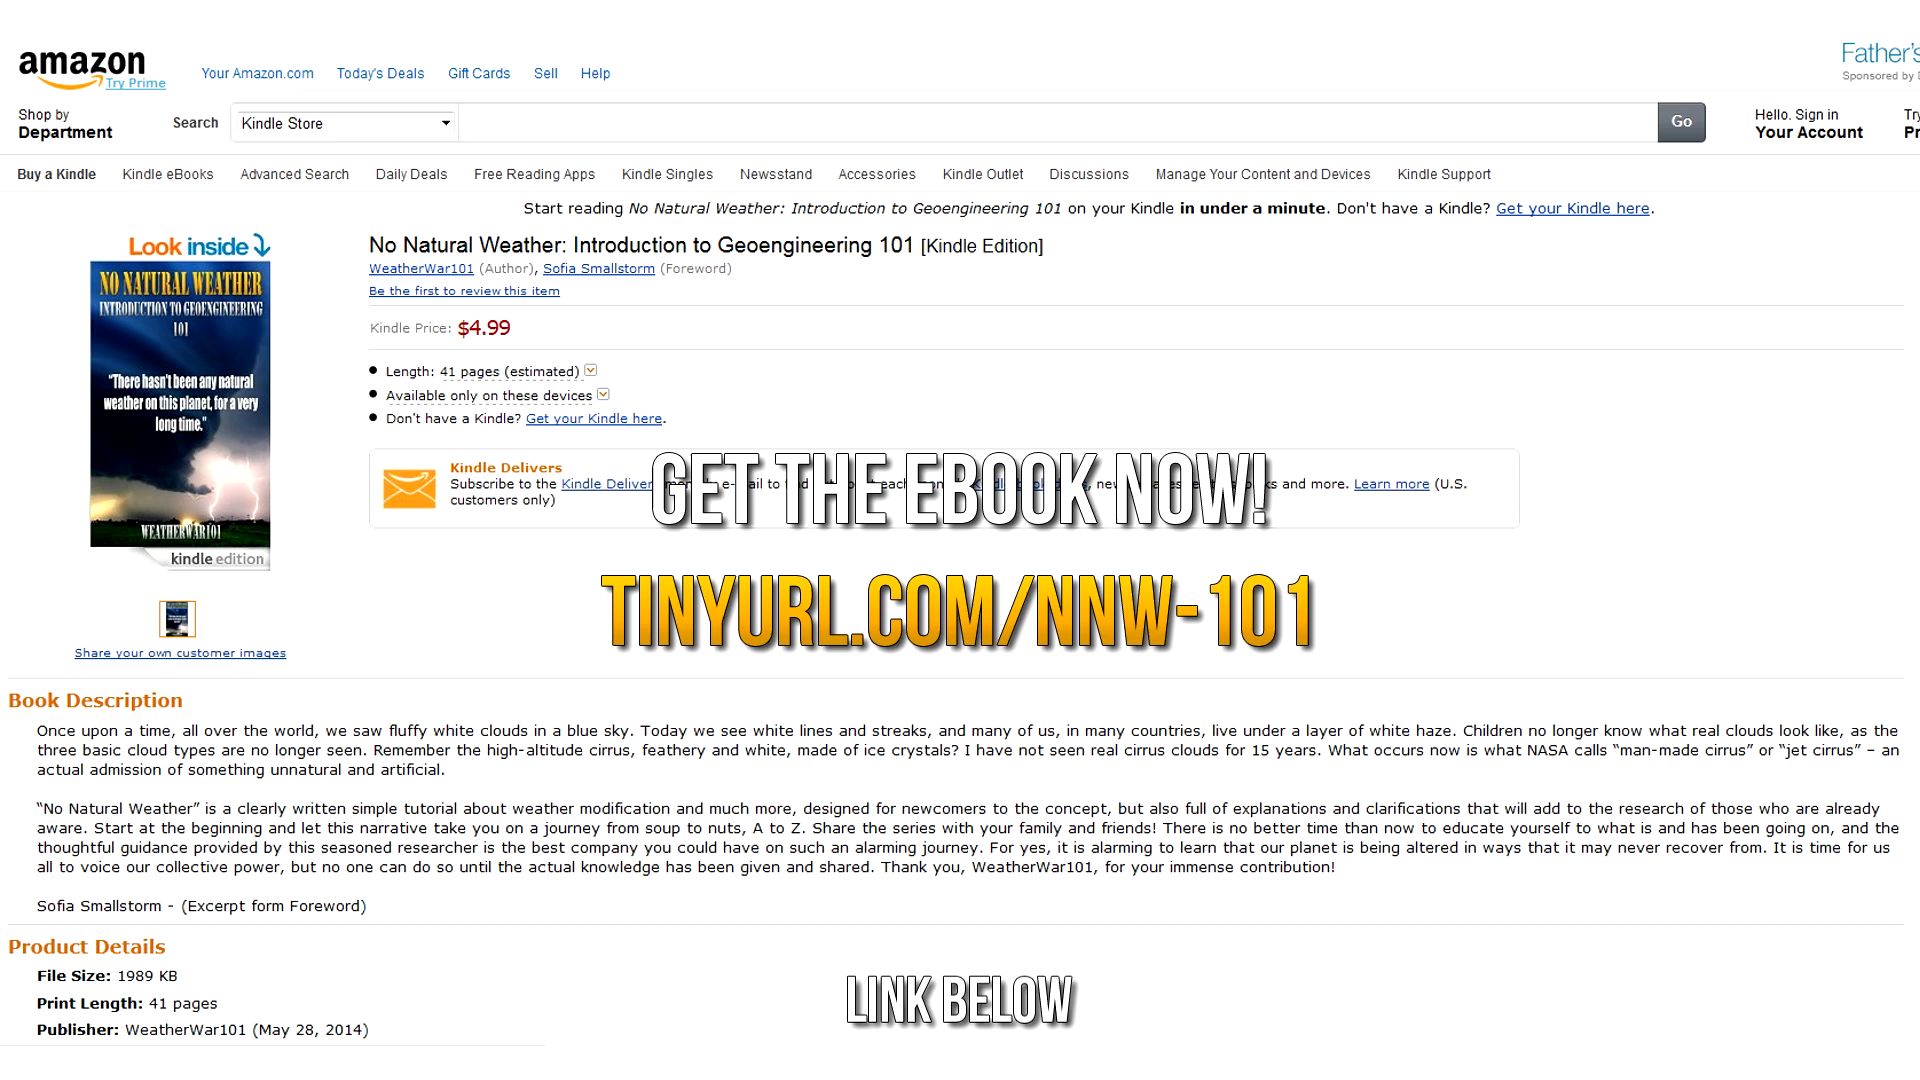 amazon
Try Prime
Your Amazon.com Today's Deals Gift Cards Sell Help
Father's
Sponsored by
Shop by
Department
Search Kindle Store Go
Hello. Sign in
Your Account
Buy a Kindle Kindle eBooks Advanced Search Daily Deals Free Reading Apps Kindle Singles Newsstand Accessories Kindle Outlet Discussions Manage Your Content and Devices Kindle Support
Start reading No Natural Weather: Introduction to Geoengineering 101 on your Kindle in under a minute. Don't have a Kindle? Get your Kindle here.
Look inside
NO NATURAL WEATHER
INTRODUCTION TO GEOENGINEERING
101
"There hasn't been any natural
weather on this planet, for a very
long time."
WEATHERWAR101
kindle edition
Share your own customer images
No Natural Weather: Introduction to Geoengineering 101 [Kindle Edition]
WeatherWar101 (Author), Sofia Smallstorm (Foreword)
Be the first to review this item
Kindle Price: $4.99
Length: 41 pages (estimated)
Available only on these devices
Don't have a Kindle? Get your Kindle here.
Kindle Delivers
Subscribe to the Kindle Deliver and more. Learn more (U.S.
customers only)
GET THE EBOOK NOW!
TINYURL.COM/NNW-101
Book Description
Once upon a time, all over the world, we saw fluffy white clouds in a blue sky. Today we see white lines and streaks, and many of us, in many countries, live under a layer of white haze. Children no longer know what real clouds look like, as the
three basic cloud types are no longer seen. Remember the high-altitude cirrus, feathery and white, made of ice crystals? I have not seen real cirrus clouds for 15 years. What occurs now is what NASA calls “man-made cirrus” or “jet cirrus” – an
actual admission of something unnatural and artificial.
“No Natural Weather” is a clearly written simple tutorial about weather modification and much more, designed for newcomers to the concept, but also full of explanations and clarifications that will add to the research of those who are already
aware. Start at the beginning and let this narrative take you on a journey from soup to nuts, A to Z. Share the series with your family and friends! There is no better time than now to educate yourself to what is and has been going on, and the
thoughtful guidance provided by this seasoned researcher is the best company you could have on such an alarming journey. For yes, it is alarming to learn that our planet is being altered in ways that it may never recover from. It is time for us
all to voice our collective power, but no one can do so until the actual knowledge has been given and shared. Thank you, WeatherWar101, for your immense contribution!
Sofia Smallstorm - (Excerpt form Foreword)
Product Details
File Size: 1989 KB
Print Length: 41 pages
Publisher: WeatherWar101 (May 28, 2014)
LINK BELOW